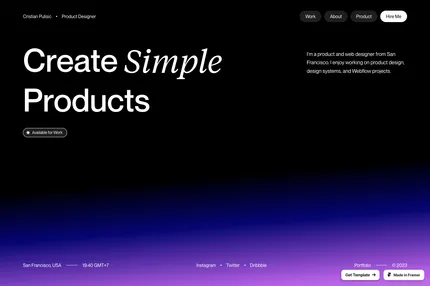 Cristian Pulisc • Product Designer
Work
About
Product
Hire Me
Create Simple
Products
I'm a product and web designer from San
Francisco. I enjoy working on product design,
design systems, and Webflow projects.
Available for Work
San Francisco, USA
19:40 GMT+7
Instagram • Twitter • Dribbble
Portfolio
© 2023
Get Template →
Made in Framer